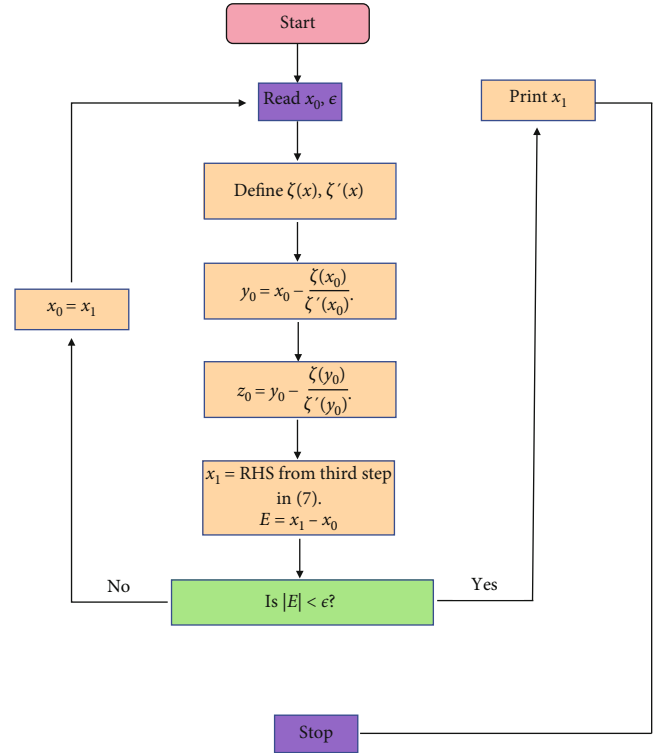 Start
Read x₀, ϵ
Print x₁
Define ζ(x), ζ´(x)
y₀ = x₀ – ζ(x₀)/ζ´(x₀).
x₀ = x₁
z₀ = y₀ – ζ(y₀)/ζ´(y₀).
x₁ = RHS from third step
in (7).
E = x₁ – x₀
No
Yes
Is |E| < ϵ?
Stop